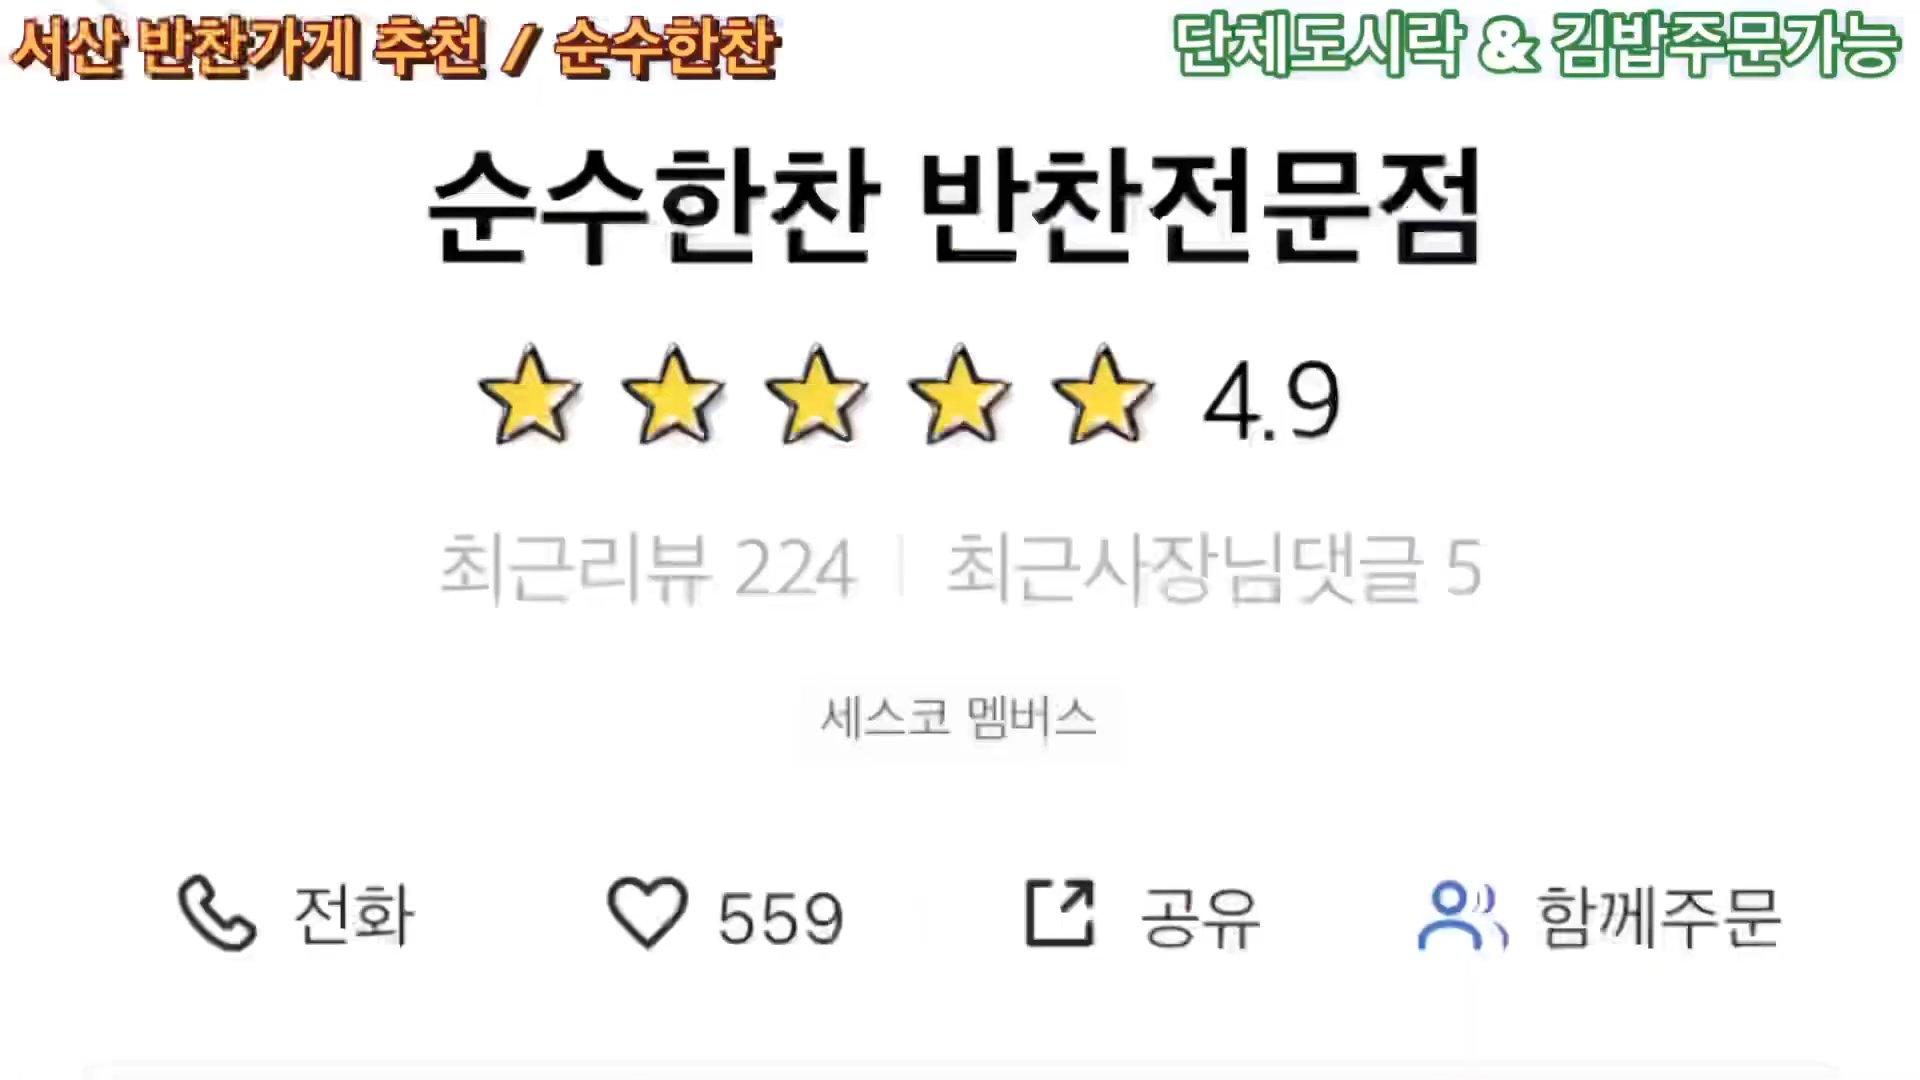 서산 반찬가게 추천 / 순수한찬
단체도시락 & 김밥주문가능
순수한찬 반찬전문점
4.9
최근리뷰 224 | 최근사장님댓글 5
세스코 멤버스
전화 559 공유 함께주문